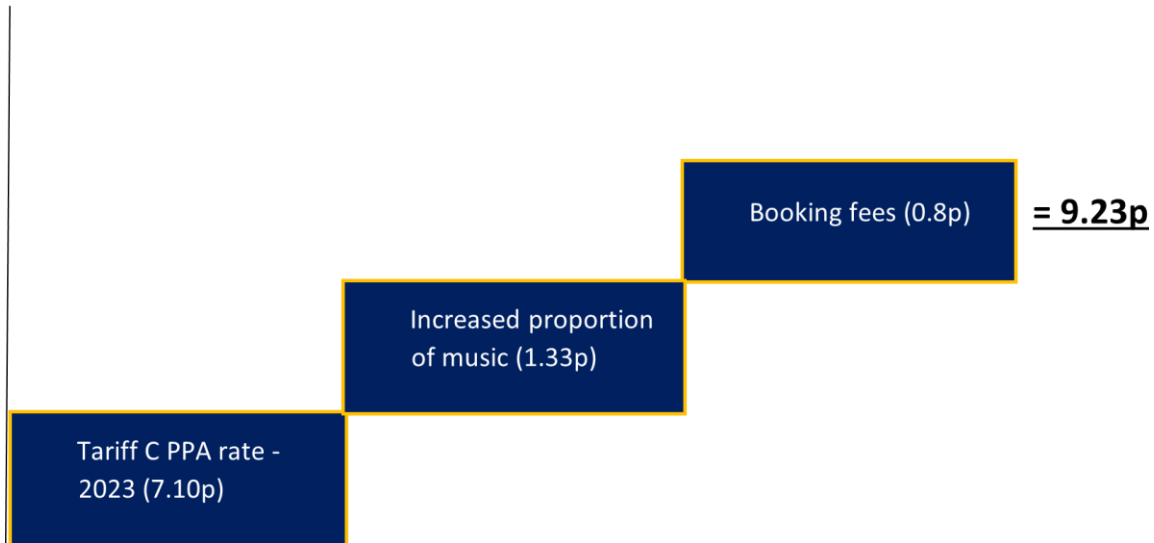 Booking fees (0.8p)
= 9.23p
Increased proportion
of music (1.33p)
Tariff C PPA rate -
2023 (7.10p)